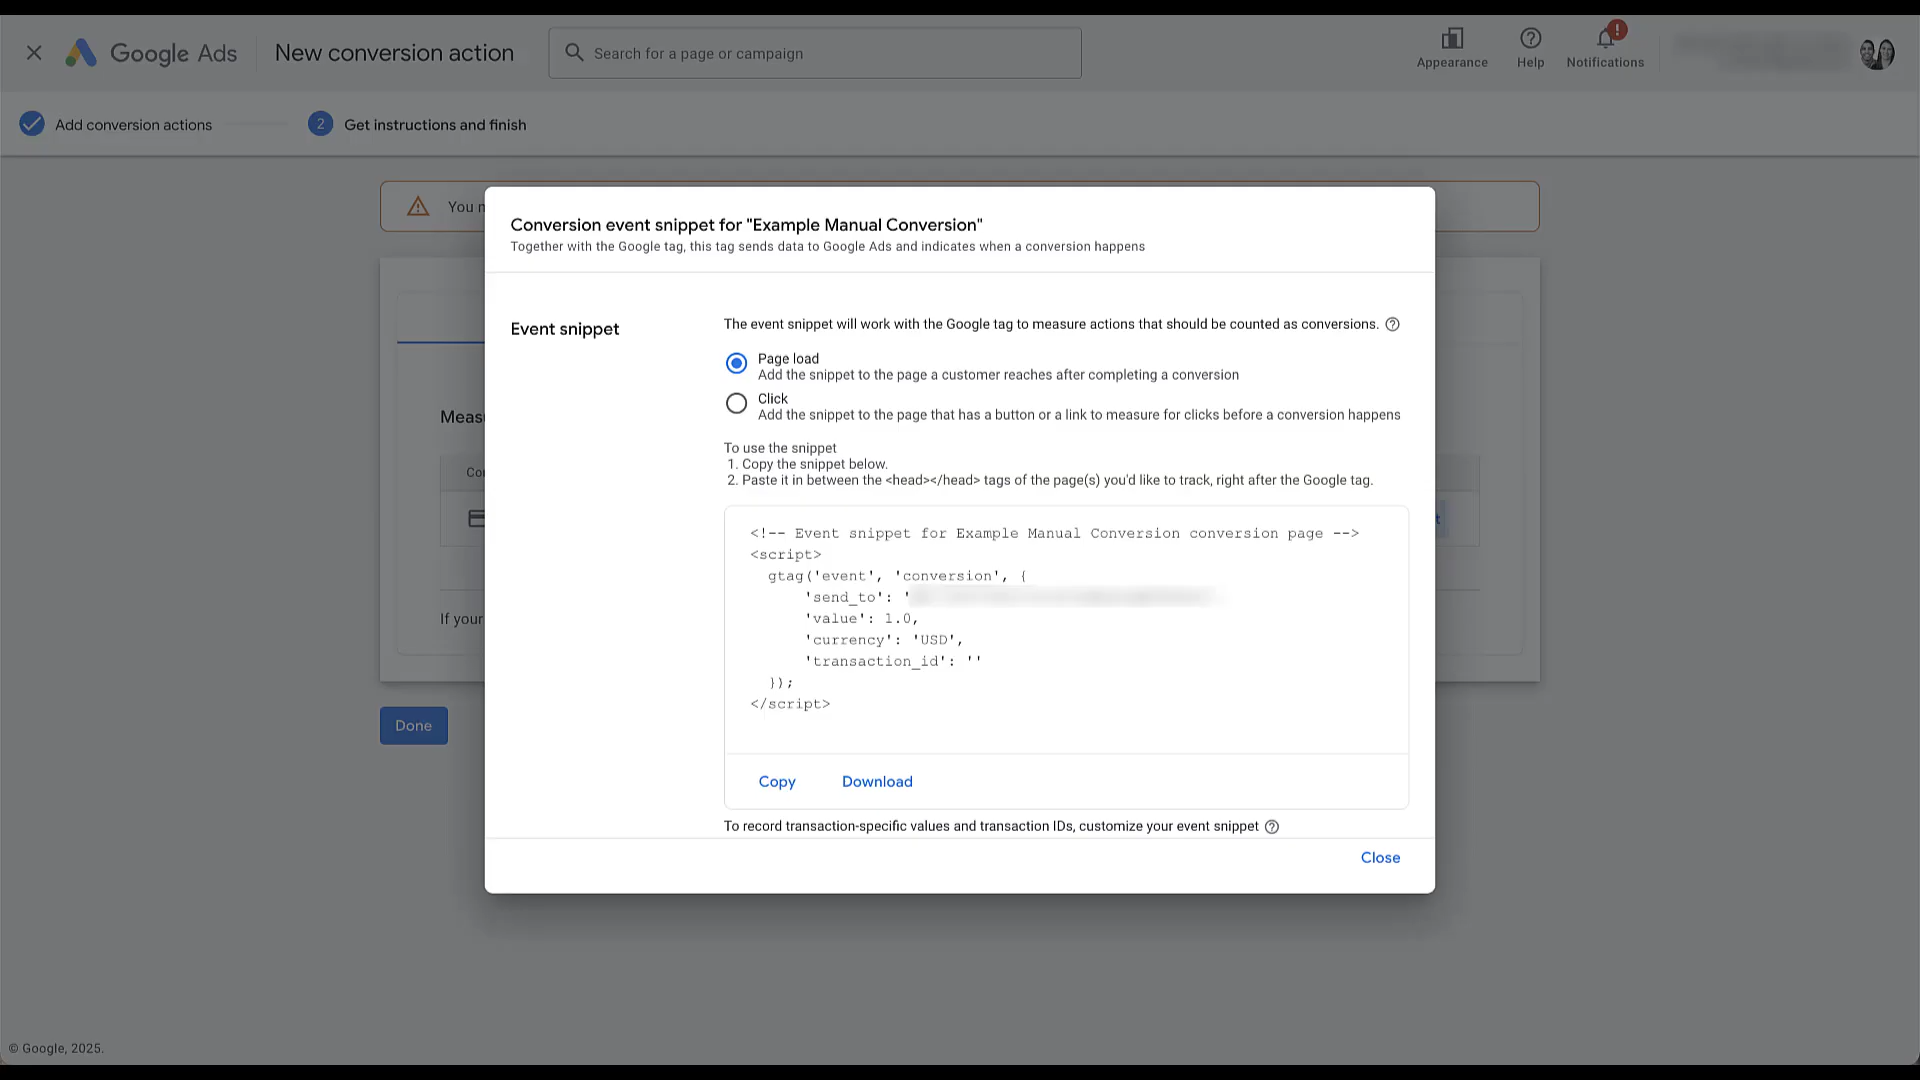 Google Ads
New conversion action
Search for a page or campaign
Appearance
Help
Notifications
!
Add conversion actions
2
Get instructions and finish
You
Conversion event snippet for "Example Manual Conversion"
Together with the Google tag, this tag sends data to Google Ads and indicates when a conversion happens
Event snippet
The event snippet will work with the Google tag to measure actions that should be counted as conversions.
Page load
Add the snippet to the page a customer reaches after completing a conversion
Click
Add the snippet to the page that has a button or a link to measure for clicks before a conversion happens
To use the snippet
1. Copy the snippet below.
2. Paste it in between the <head></head> tags of the page(s) you'd like to track, right after the Google tag.
<!-- Event snippet for Example Manual Conversion conversion page -->
<script>
gtag('event', 'conversion', {
'send_to': '
'value': 1.0,
'currency': 'USD',
'transaction_id': ''
});
</script>
Copy
Download
To record transaction-specific values and transaction IDs, customize your event snippet
Close
If your
Done
© Google, 2025.